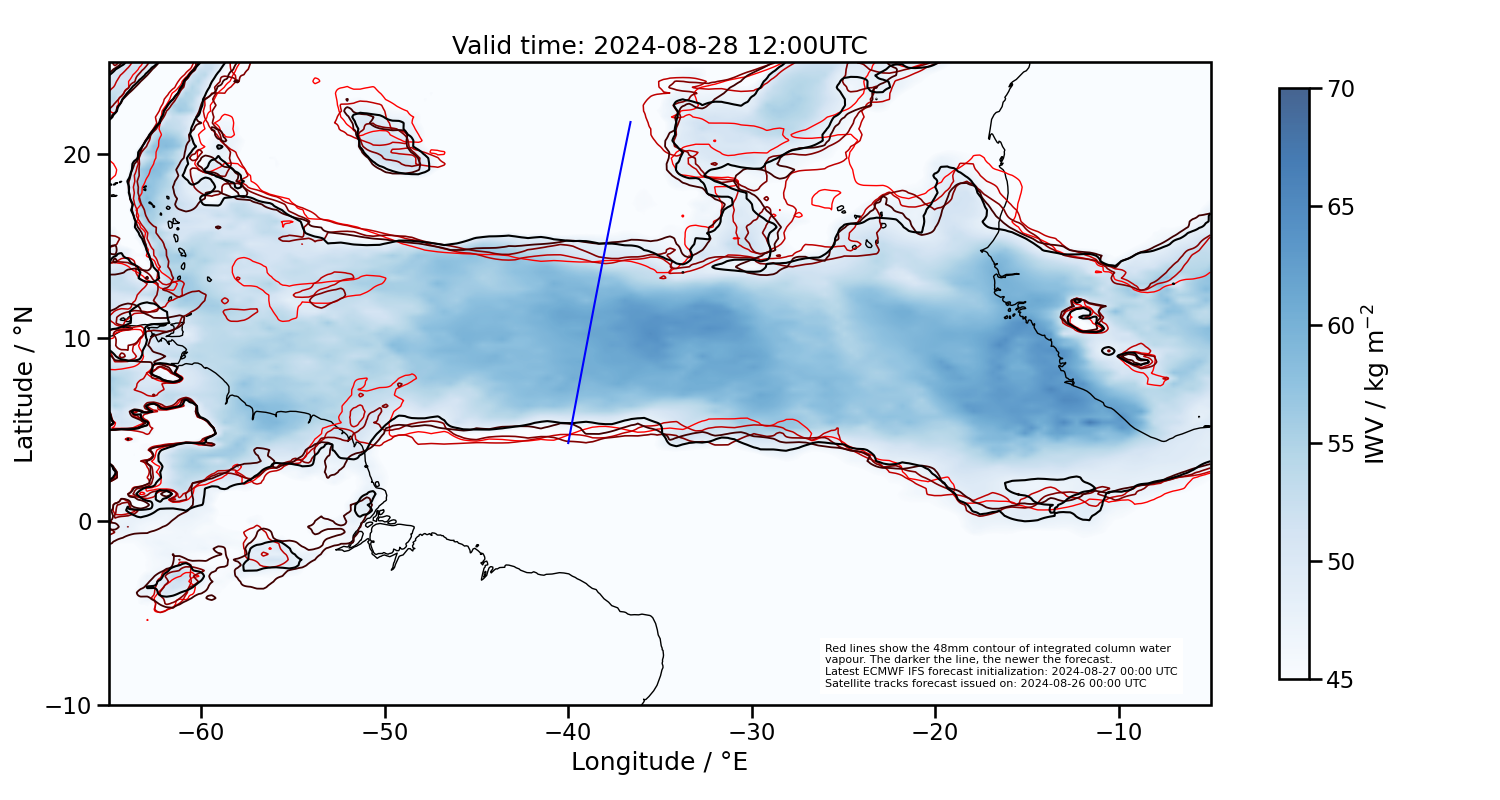 Valid time: 2024-08-28 12:00UTC
Latitude / °N
20
10
0
−10
−60
−50
−40
−30
−20
−10
Longitude / °E
Red lines show the 48mm contour of integrated column water
vapour. The darker the line, the newer the forecast.
Latest ECMWF IFS forecast initialization: 2024-08-27 00:00 UTC
Satellite tracks forecast issued on: 2024-08-26 00:00 UTC
70
65
60
55
50
45
IWV / kg m⁻²